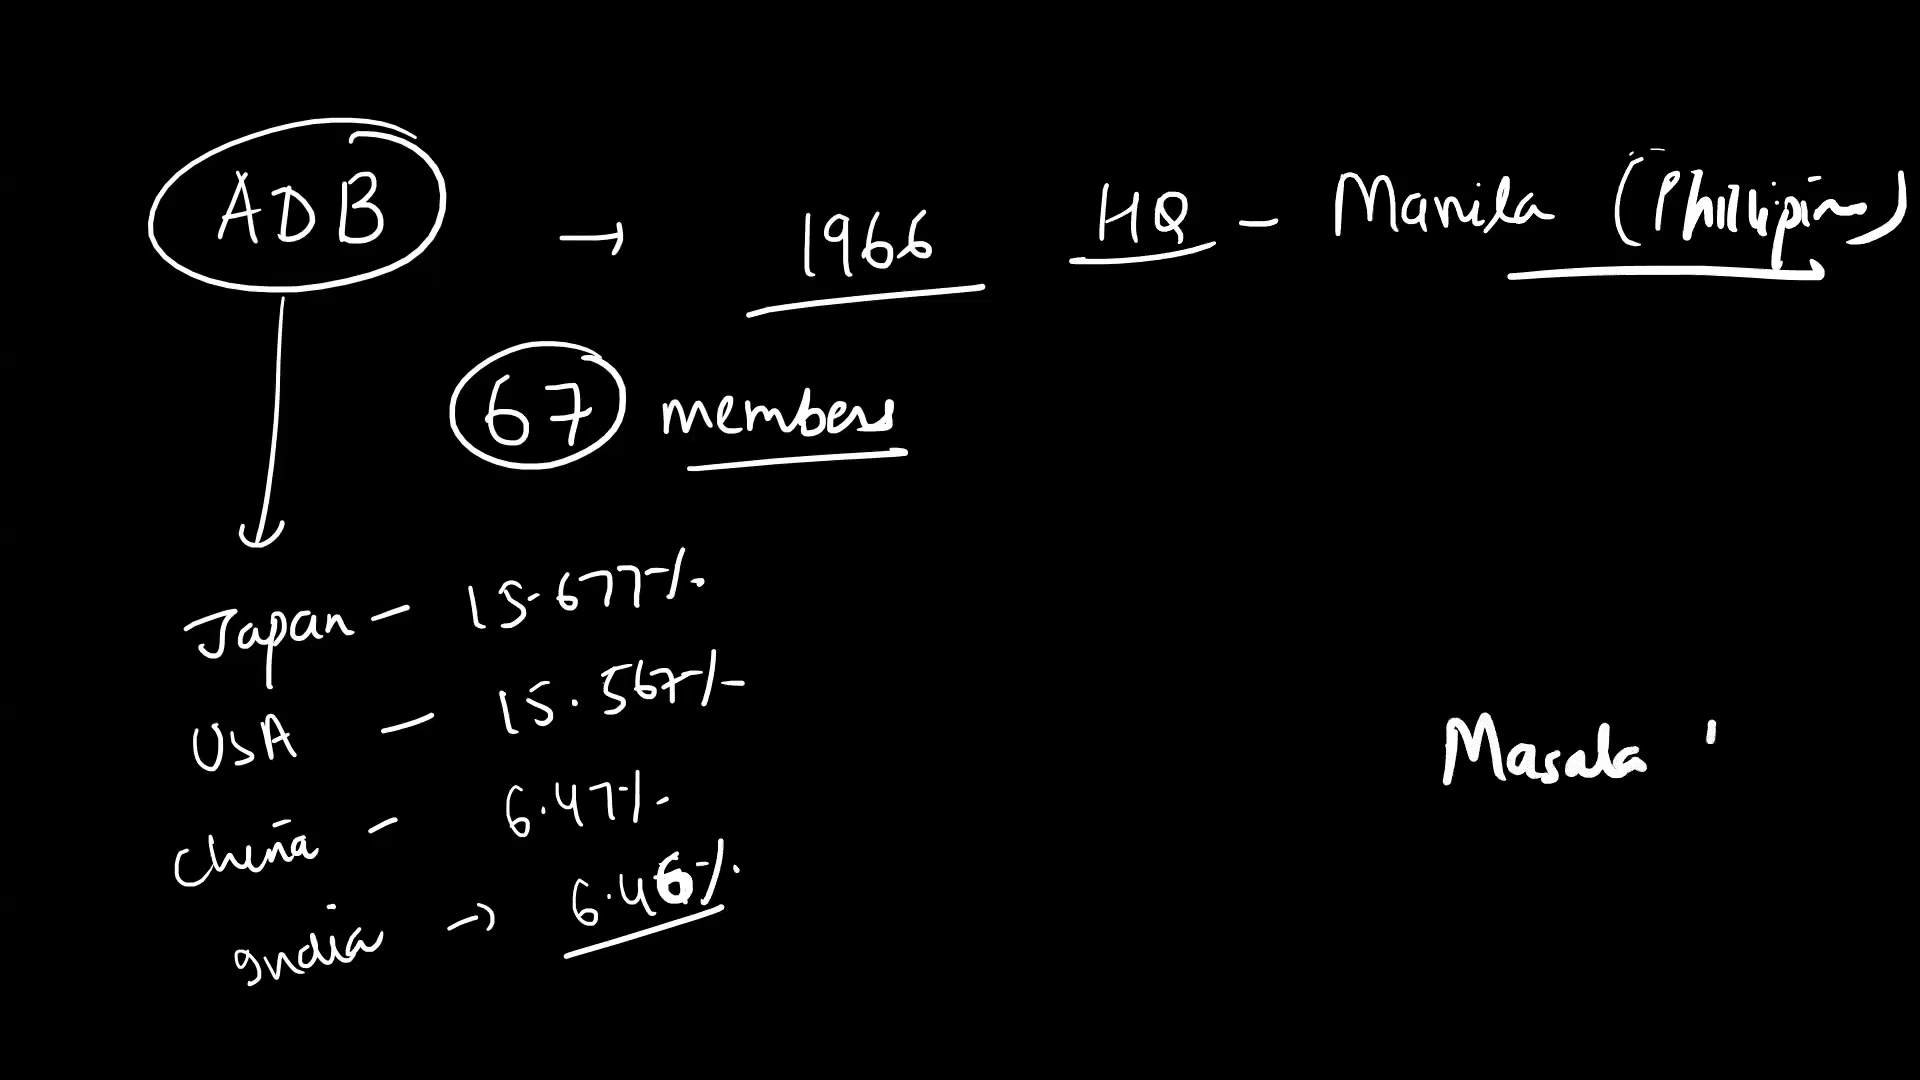 ADB → 1966 HQ - Manila (Phillipin)
67 members
Japan - 15.677%
USA - 15.567%
China - 6.47%
India → 6.46%
Masala '